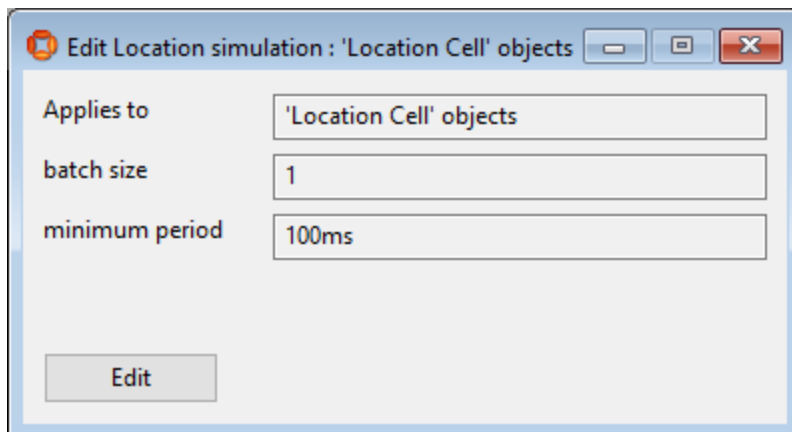 Edit Location simulation : 'Location Cell' objects
Applies to 'Location Cell' objects
batch size 1
minimum period 100ms
Edit